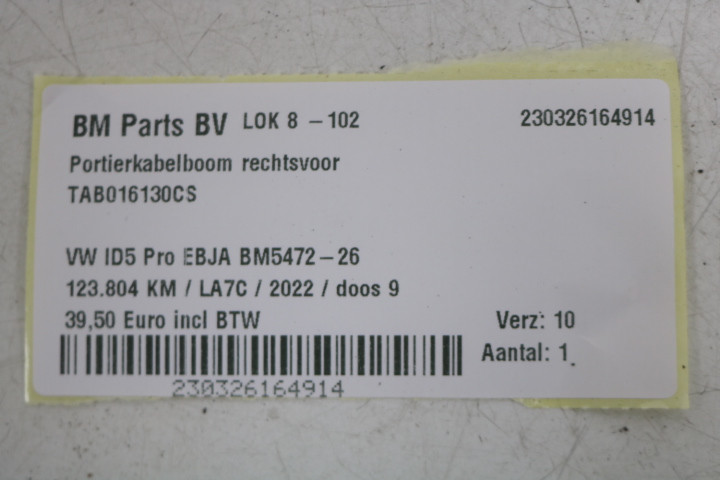 BM Parts BV LOK 8 - 102 230326164914
Portierkabelboom rechtsvoor
TAB016130CS
VW ID5 Pro EBJA BM5472-26
123.804 KM / LA7C / 2022 / doos 9
39,50 Euro incl BTW Verz: 10
Aantal: 1
230326164914